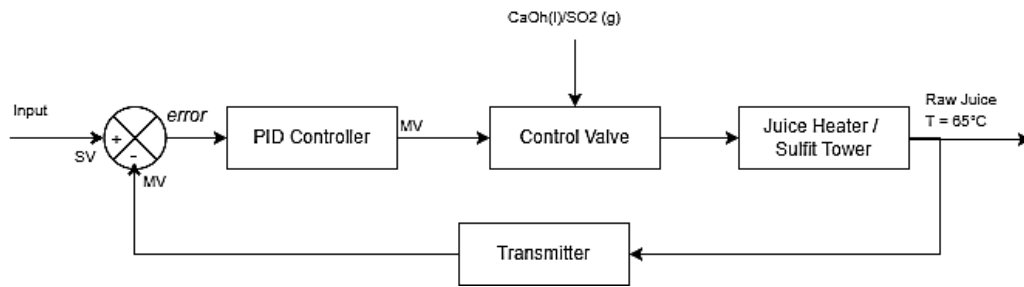 CaOh(l)/SO2 (g)
Input
error
Raw Juice
T = 65°C
+
SV
-
MV
PID Controller
MV
Control Valve
Juice Heater /
Sulfit Tower
Transmitter